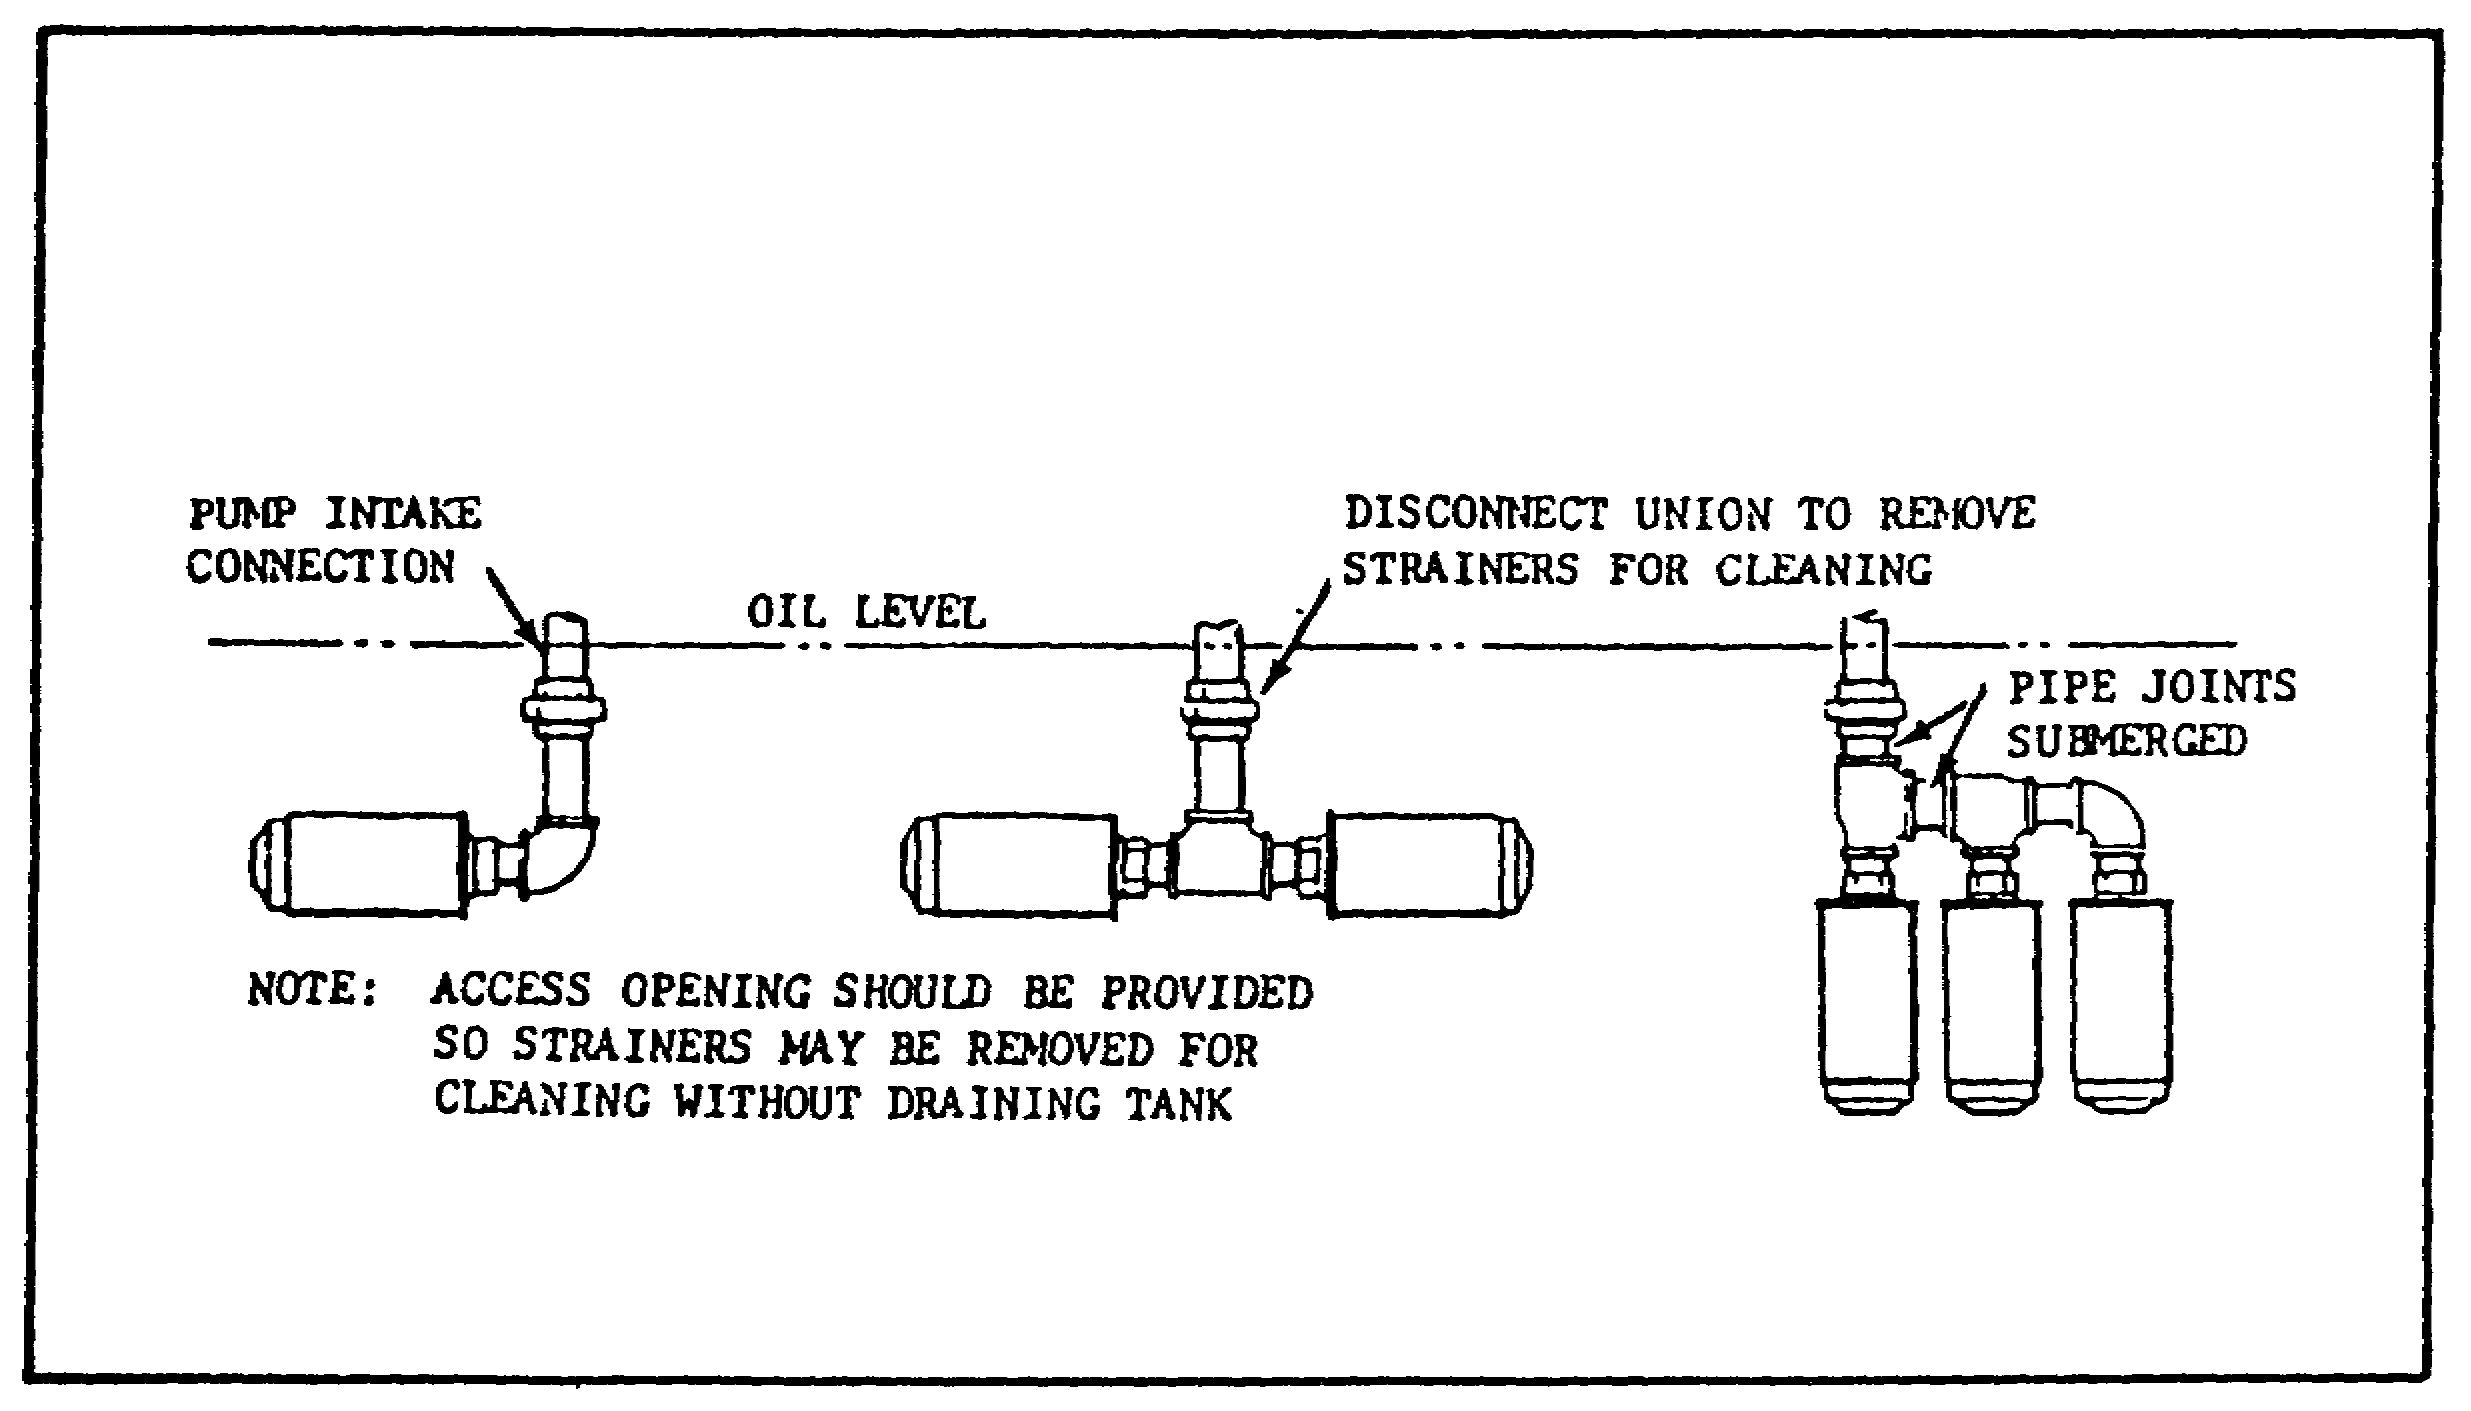 PUMP INTAKE
CONNECTION
OIL LEVEL
DISCONNECT UNION TO REMOVE
STRAINERS FOR CLEANING
PIPE JOINTS
SUBMERGED
NOTE: ACCESS OPENING SHOULD BE PROVIDED
SO STRAINERS MAY BE REMOVED FOR
CLEANING WITHOUT DRAINING TANK